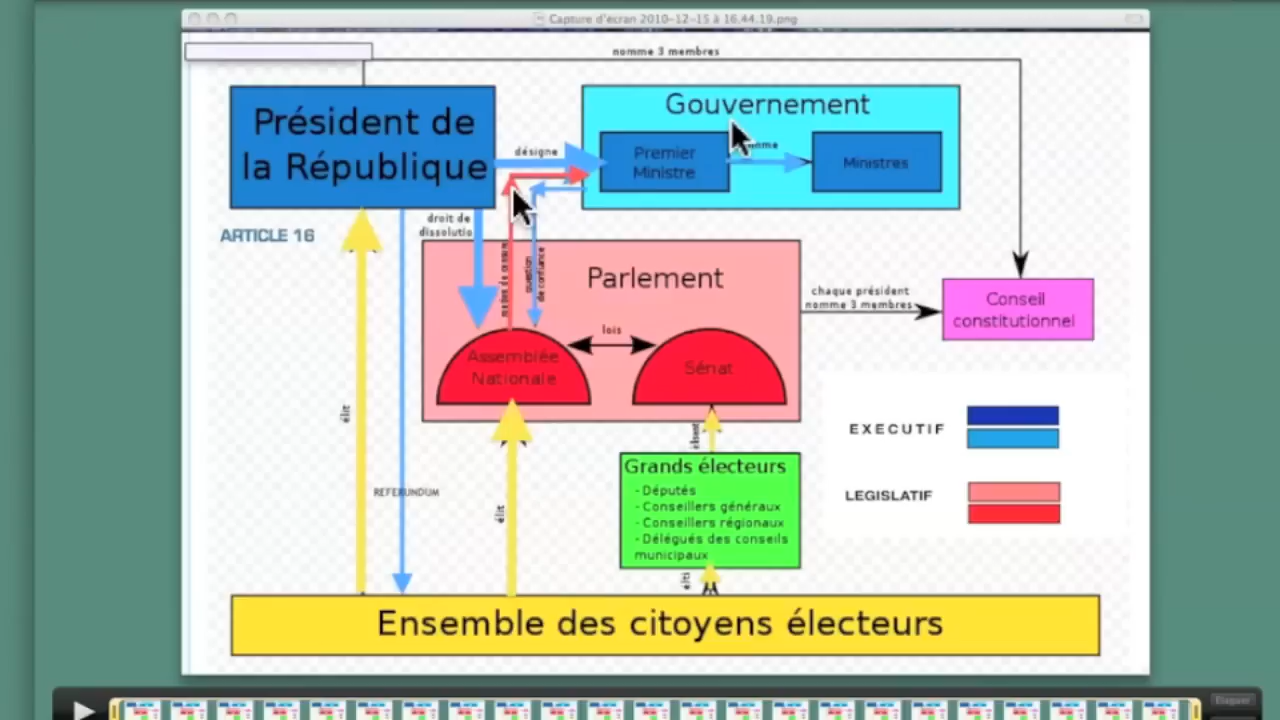 Capture d'écran 2010-12-15 à 16.44.19.png
nomme 3 membres
Président de
la République
Gouvernement
désigne
Premier
Ministre
Ministres
droit de
dissolutio
ARTICLE 16
Parlement
question
de confiance
chaque président
nomme 3 membres
Conseil
constitutionnel
lois
Assemblée
Nationale
Sénat
élit
EXECUTIF
Grands électeurs
- Députés
- Conseillers généraux
- Conseillers régionaux
- Délégués des conseils
municipaux
REFERUNDUM
LEGISLATIF
élit
Ensemble des citoyens électeurs